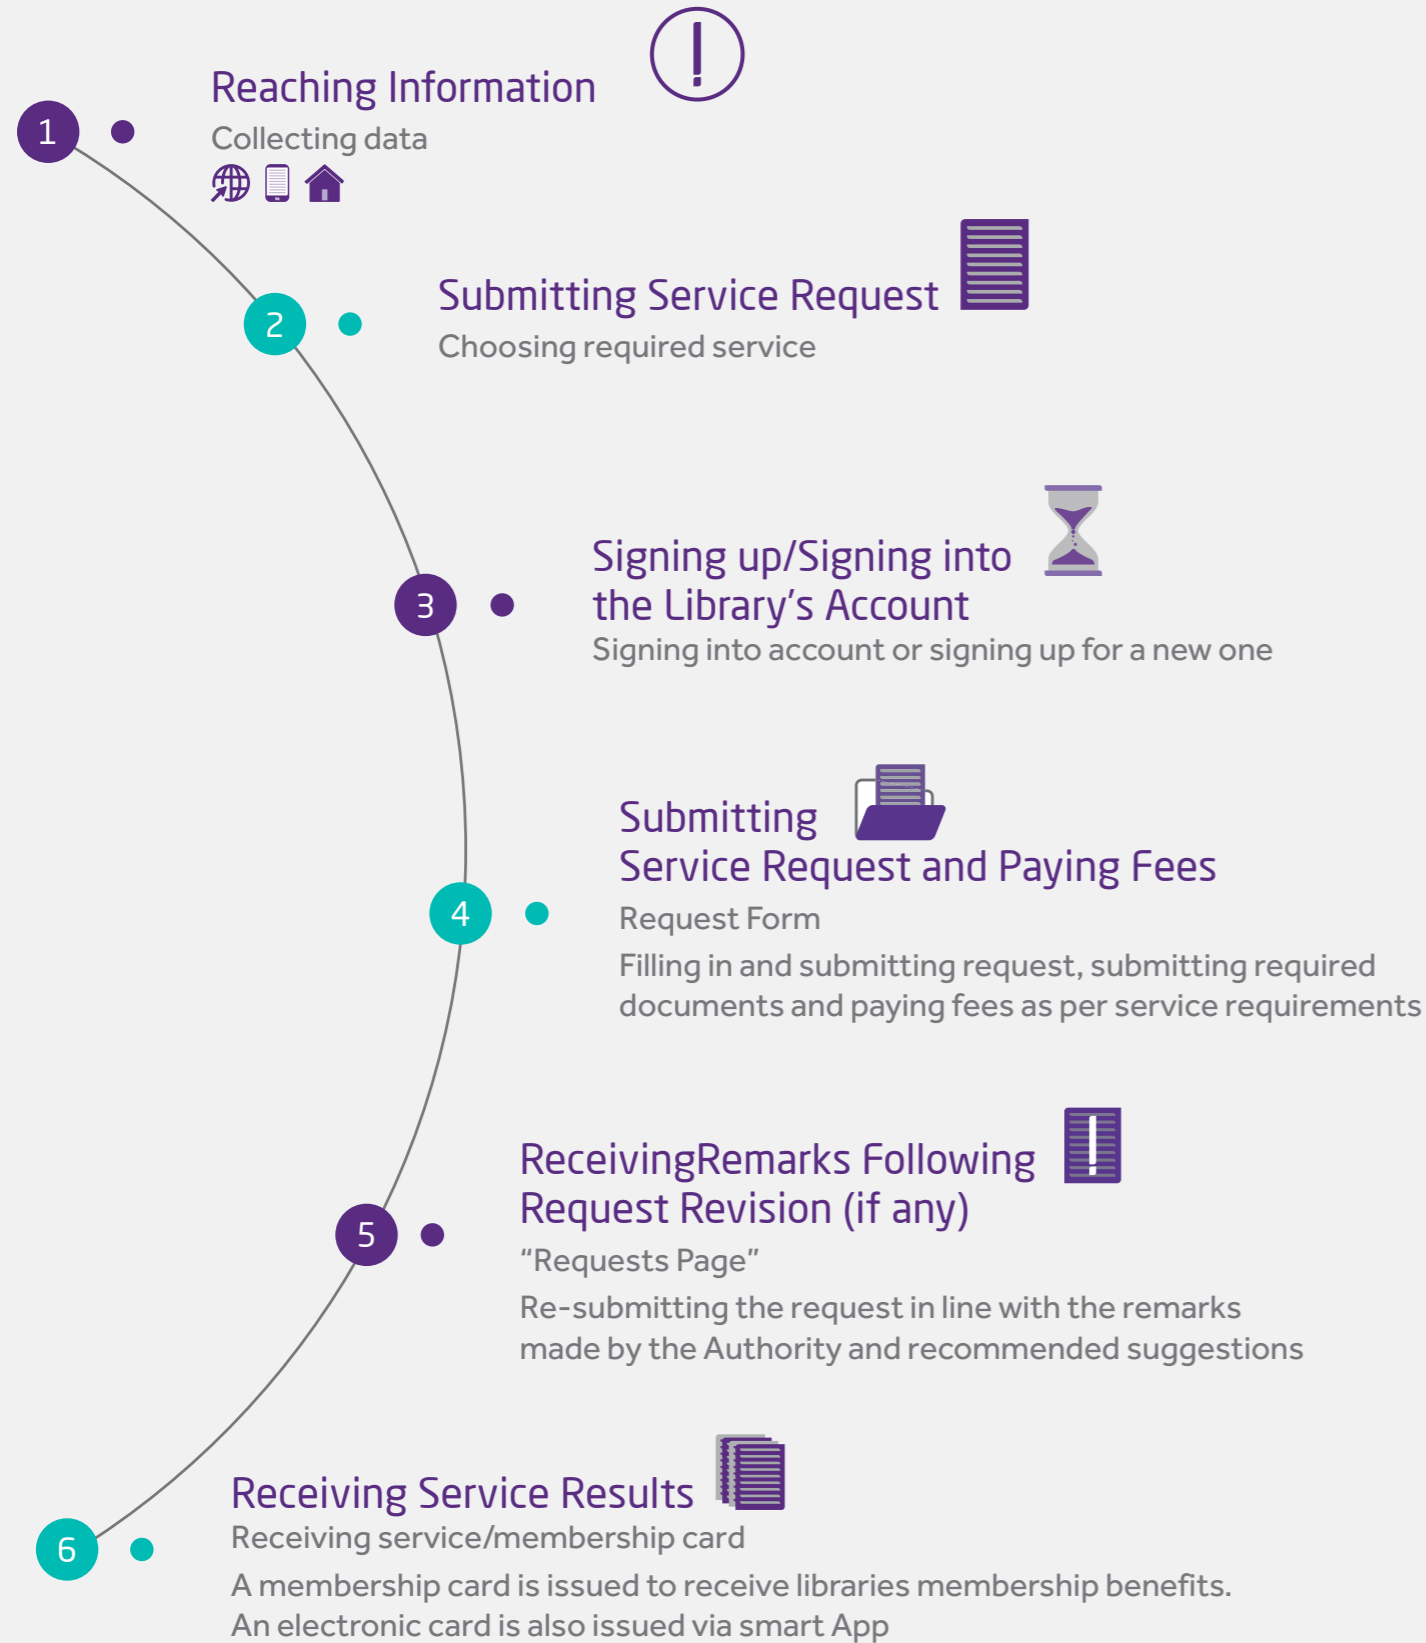 1
Reaching Information
Collecting data
2
Submitting Service Request
Choosing required service
3
Signing up/Signing into
the Library’s Account
Signing into account or signing up for a new one
4
Submitting
Service Request and Paying Fees
Request Form
Filling in and submitting request, submitting required
documents and paying fees as per service requirements
5
ReceivingRemarks Following
Request Revision (if any)
“Requests Page”
Re-submitting the request in line with the remarks
made by the Authority and recommended suggestions
6
Receiving Service Results
Receiving service/membership card
A membership card is issued to receive libraries membership benefits.
An electronic card is also issued via smart App